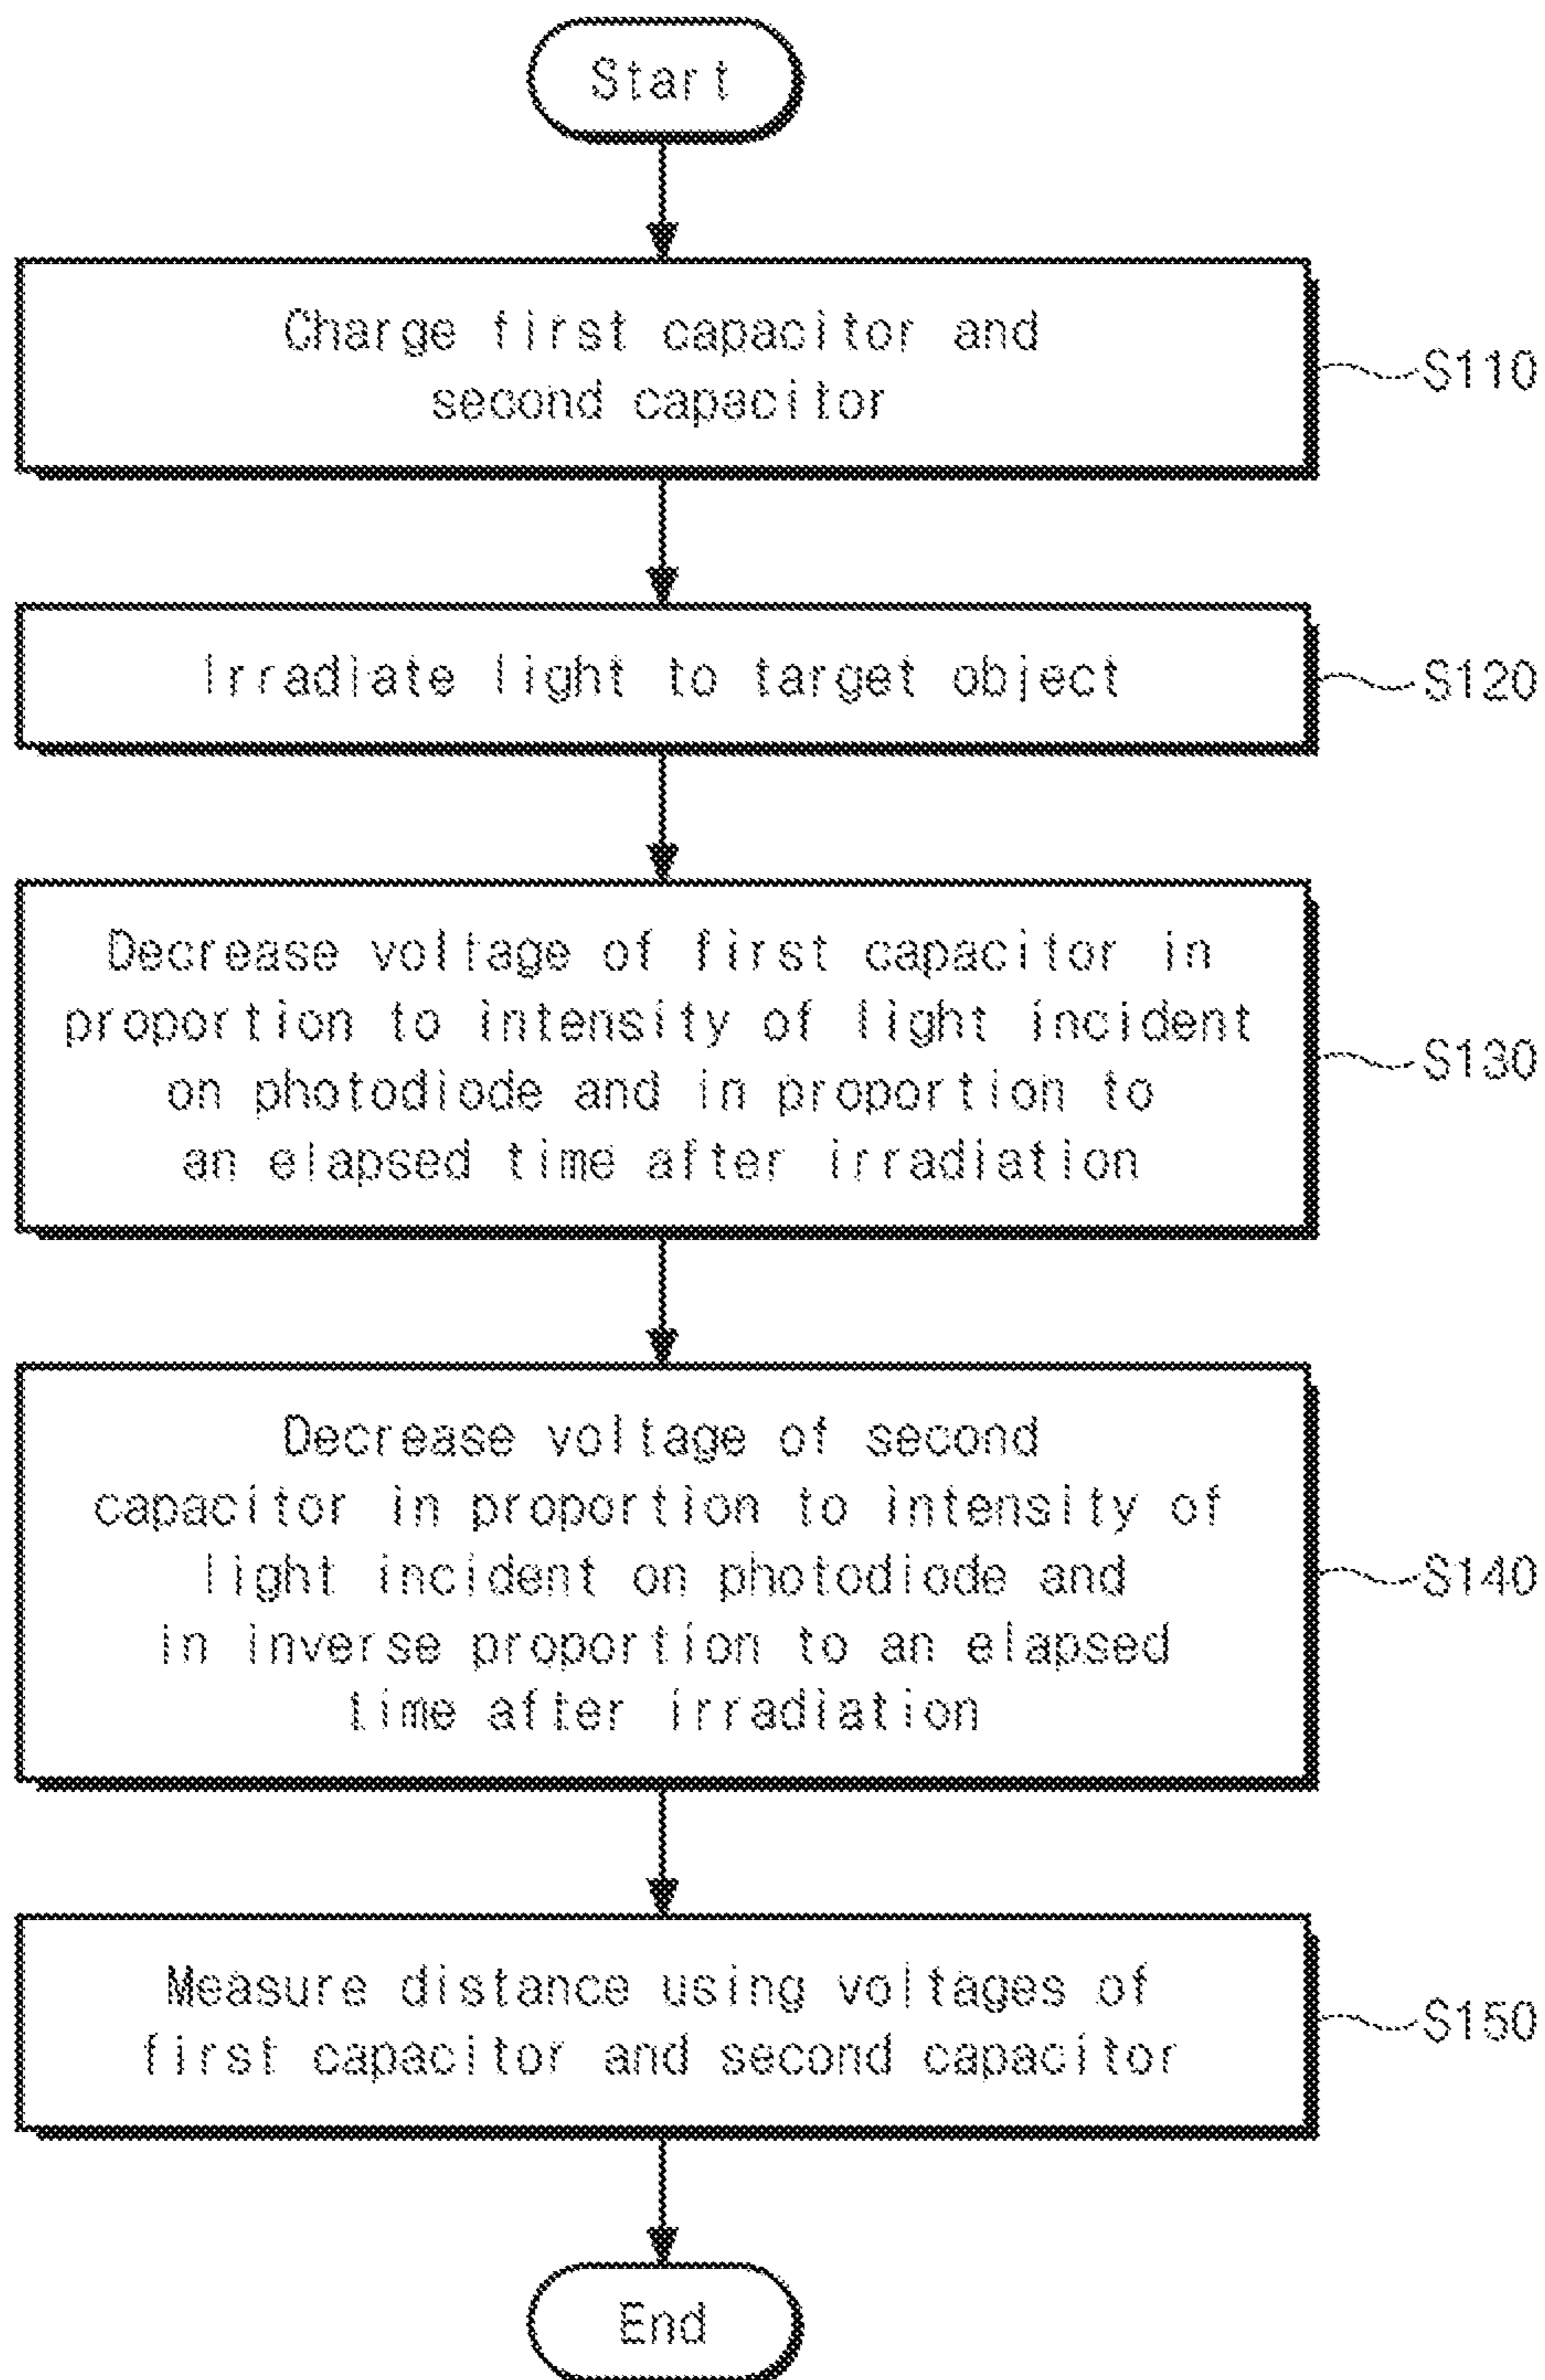 Start
Charge first capacitor and
second capacitor
S110
Irradiate light to target object
S120
Decrease voltage of first capacitor in
proportion to intensity of light incident
on photodiode and in proportion to
an elapsed time after irradiation
S130
Decrease voltage of second
capacitor in proportion to intensity of
light incident on photodiode and
in inverse proportion to an elapsed
time after irradiation
S140
Measure distance using voltages of
first capacitor and second capacitor
S150
End